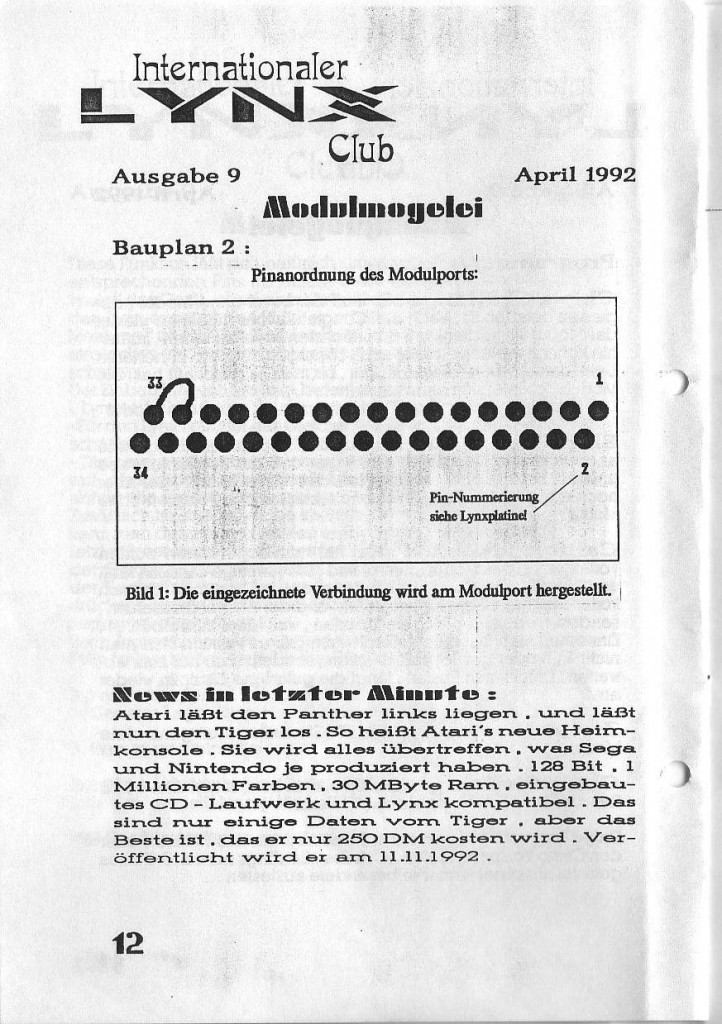 Internationaler
LYNX
Club
Ausgabe 9 April 1992
Modulmogelei
Bauplan 2 :
Pinanordnung des Modulports:
33 1
34 2
Pin-Nummerierung
siehe Lynxplatine!
Bild 1: Die eingezeichnete Verbindung wird am Modulport hergestellt.
News in letzter Minute :
Atari läßt den Panther links liegen , und läßt
nun den Tiger los . So heißt Atari's neue Heim-
konsole . Sie wird alles übertreffen , was Sega
und Nintendo je produziert haben . 128 Bit , 1
Millionen Farben , 30 MByte Ram , eingebau-
tes CD - Laufwerk und Lynx kompatibel . Das
sind nur einige Daten vom Tiger , aber das
Beste ist , das er nur 250 DM kosten wird . Ver-
öffentlicht wird er am 11.11.1992 .
12